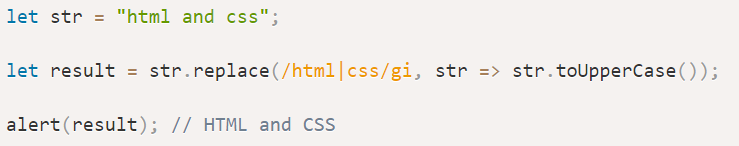 let str = "html and css";
let result = str.replace(/html|css/gi, str => str.toUpperCase());
alert(result); // HTML and CSS